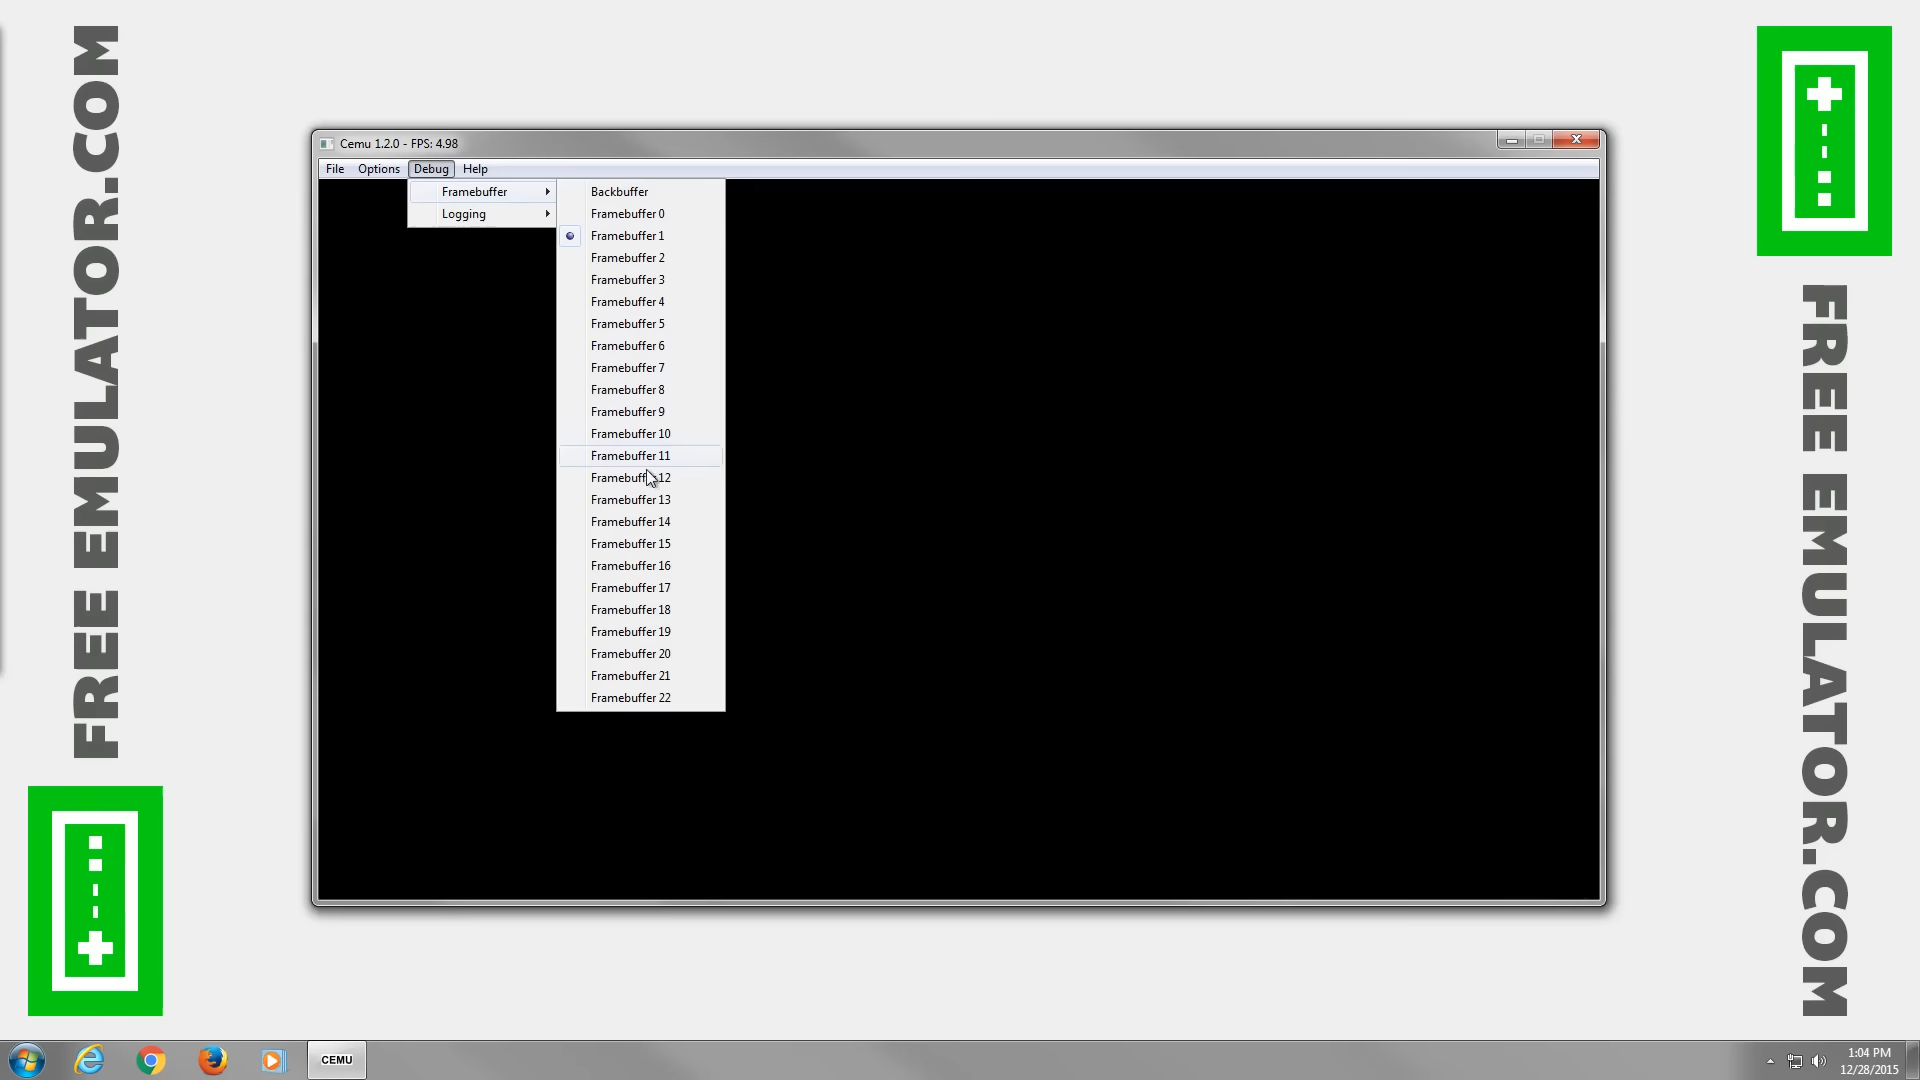 FREE EMULATOR.COM
Cemu 1.2.0 - FPS: 4.98
File Options Debug Help
Framebuffer
Logging
Backbuffer
Framebuffer 0
Framebuffer 1
Framebuffer 2
Framebuffer 3
Framebuffer 4
Framebuffer 5
Framebuffer 6
Framebuffer 7
Framebuffer 8
Framebuffer 9
Framebuffer 10
Framebuffer 11
Framebuffer 12
Framebuffer 13
Framebuffer 14
Framebuffer 15
Framebuffer 16
Framebuffer 17
Framebuffer 18
Framebuffer 19
Framebuffer 20
Framebuffer 21
Framebuffer 22
FREE EMULATOR.COM
CEMU
1:04 PM
12/28/2015